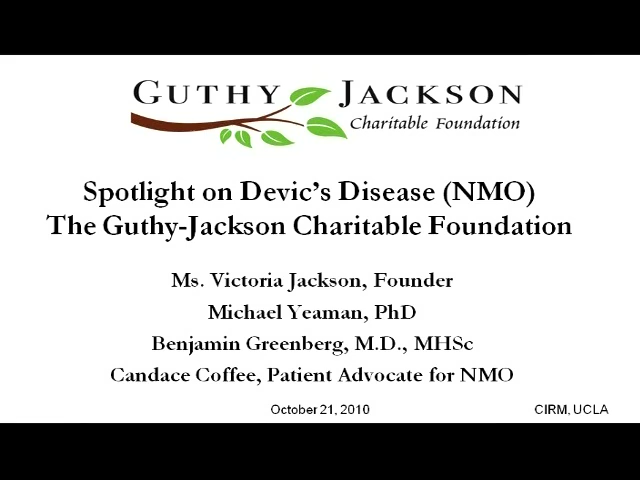 GUTHY JACKSON
Charitable Foundation
Spotlight on Devic's Disease (NMO)
The Guthy-Jackson Charitable Foundation
Ms. Victoria Jackson, Founder
Michael Yeaman, PhD
Benjamin Greenberg, M.D., MHSc
Candace Coffee, Patient Advocate for NMO
October 21, 2010 CIRM, UCLA